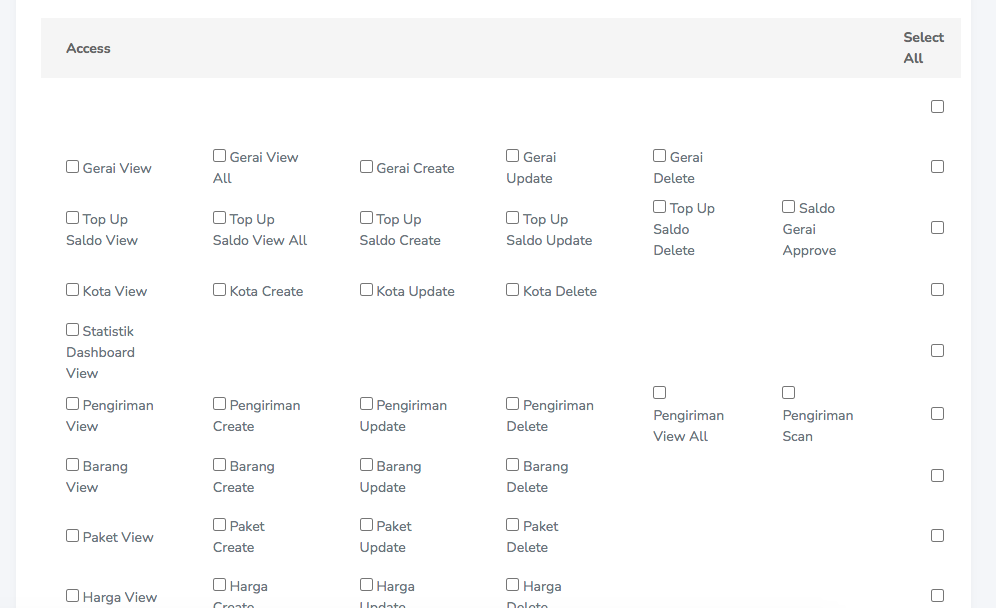 Access
Select
All
Gerai View
Gerai View
All
Gerai Create
Gerai
Update
Gerai
Delete
Top Up
Saldo View
Top Up
Saldo View All
Top Up
Saldo Create
Top Up
Saldo Update
Top Up
Saldo
Delete
Saldo
Gerai
Approve
Kota View
Kota Create
Kota Update
Kota Delete
Statistik
Dashboard
View
Pengiriman
View
Pengiriman
Create
Pengiriman
Update
Pengiriman
Delete
Pengiriman
View All
Pengiriman
Scan
Barang
View
Barang
Create
Barang
Update
Barang
Delete
Paket View
Paket
Create
Paket
Update
Paket
Delete
Harga View
Harga
Create
Harga
Update
Harga
Delete